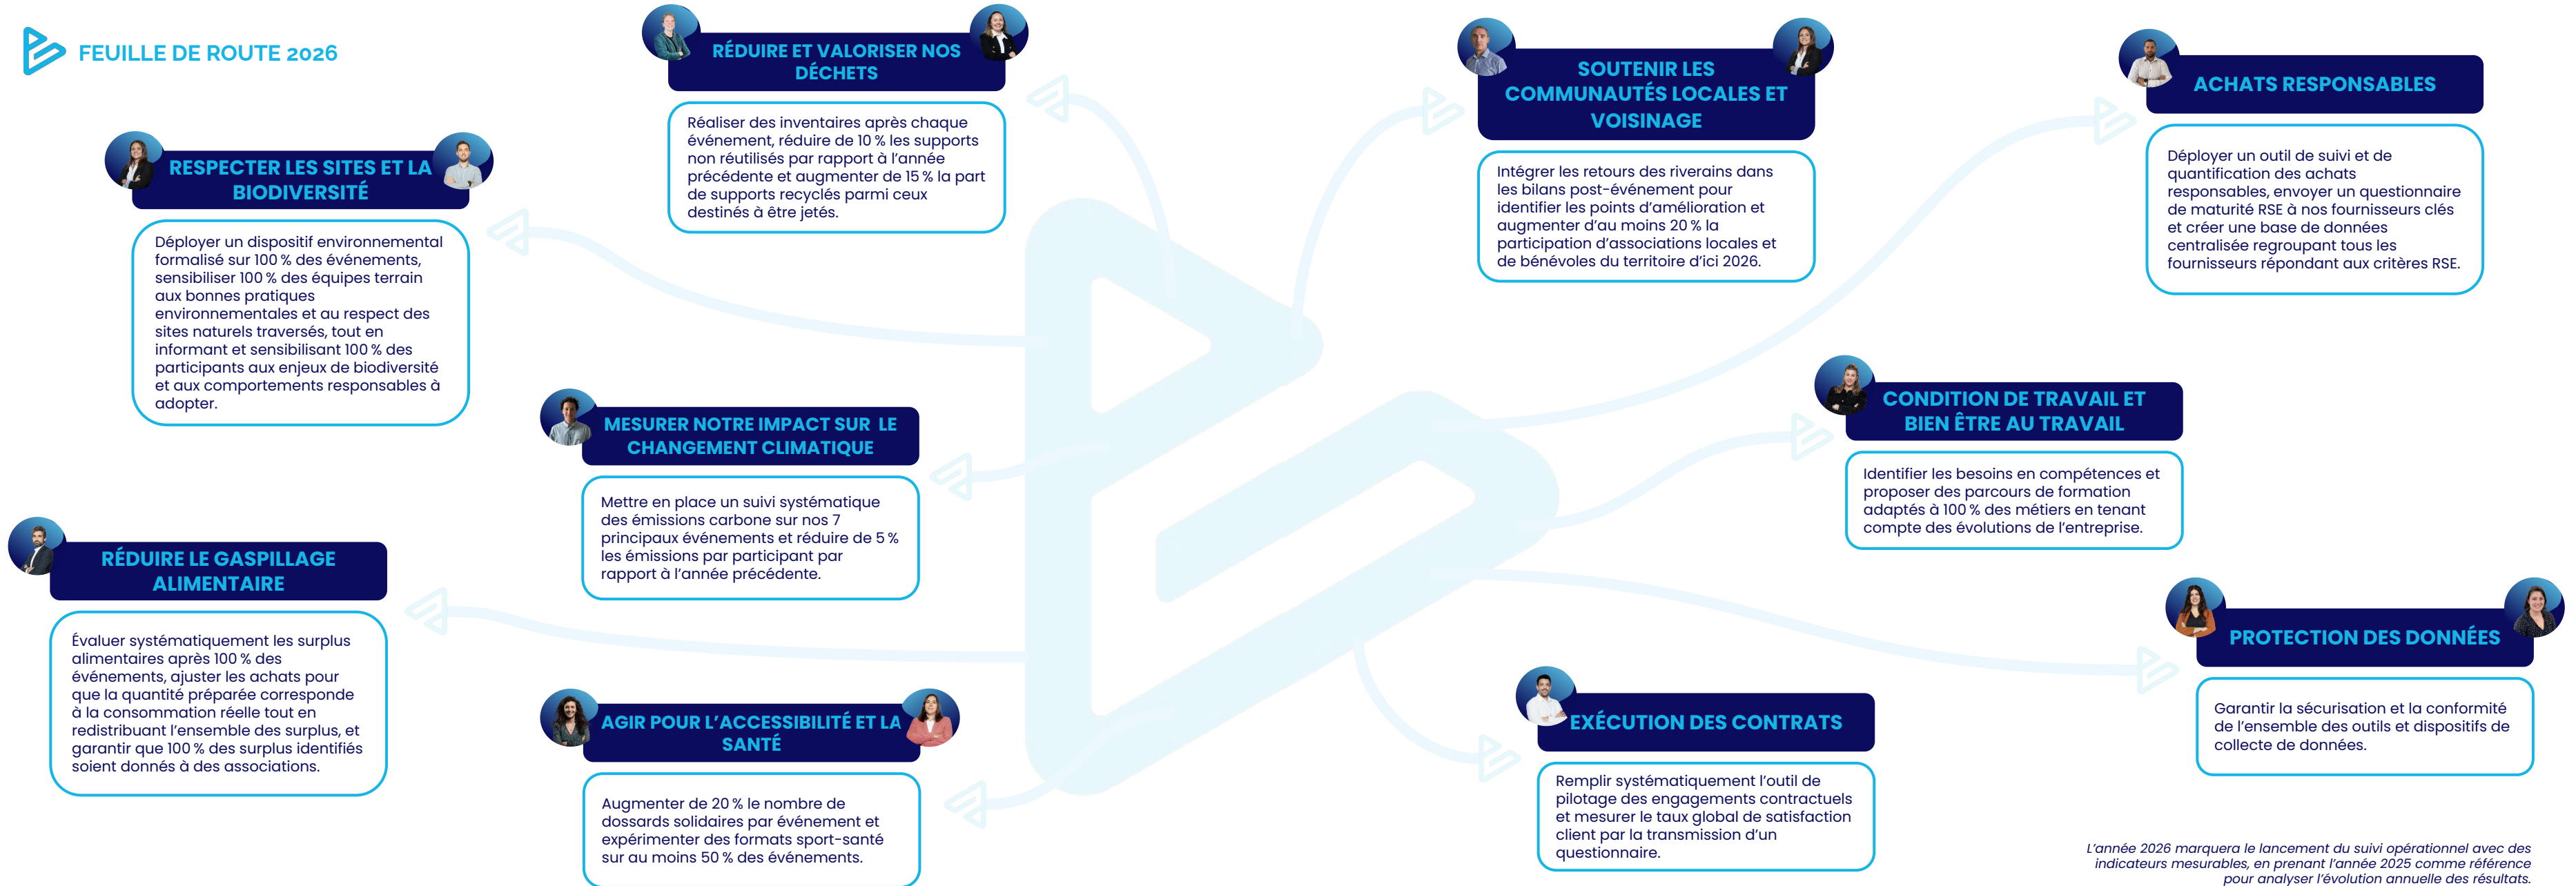 FEUILLE DE ROUTE 2026
RÉDUIRE ET VALORISER NOS
DÉCHETS
Réaliser des inventaires après chaque
événement, réduire de 10 % les supports
non réutilisés par rapport à l’année
précédente et augmenter de 15 % la part
de supports recyclés parmi ceux
destinés à être jetés.
SOUTENIR LES
COMMUNAUTÉS LOCALES ET
VOISINAGE
Intégrer les retours des riverains dans
les bilans post-événement pour
identifier les points d’amélioration et
augmenter d’au moins 20 % la
participation d’associations locales et
de bénévoles du territoire d’ici 2026.
ACHATS RESPONSABLES
Déployer un outil de suivi et de
quantification des achats
responsables, envoyer un questionnaire
de maturité RSE à nos fournisseurs clés
et créer une base de données
centralisée regroupant tous les
fournisseurs répondant aux critères RSE.
RESPECTER LES SITES ET LA
BIODIVERSITÉ
Déployer un dispositif environnemental
formalisé sur 100 % des événements,
sensibiliser 100 % des équipes terrain
aux bonnes pratiques
environnementales et au respect des
sites naturels traversés, tout en
informant et sensibilisant 100 % des
participants aux enjeux de biodiversité
et aux comportements responsables à
adopter.
MESURER NOTRE IMPACT SUR LE
CHANGEMENT CLIMATIQUE
Mettre en place un suivi systématique
des émissions carbone sur nos 7
principaux événements et réduire de 5 %
les émissions par participant par
rapport à l’année précédente.
CONDITION DE TRAVAIL ET
BIEN ÊTRE AU TRAVAIL
Identifier les besoins en compétences et
proposer des parcours de formation
adaptés à 100 % des métiers en tenant
compte des évolutions de l’entreprise.
RÉDUIRE LE GASPILLAGE
ALIMENTAIRE
Évaluer systématiquement les surplus
alimentaires après 100 % des
événements, ajuster les achats pour
que la quantité préparée corresponde
à la consommation réelle tout en
redistribuant l’ensemble des surplus, et
garantir que 100 % des surplus identifiés
soient donnés à des associations.
AGIR POUR L’ACCESSIBILITÉ ET LA
SANTÉ
Augmenter de 20 % le nombre de
dossards solidaires par événement et
expérimenter des formats sport-santé
sur au moins 50 % des événements.
EXÉCUTION DES CONTRATS
Remplir systématiquement l’outil de
pilotage des engagements contractuels
et mesurer le taux global de satisfaction
client par la transmission d’un
questionnaire.
PROTECTION DES DONNÉES
Garantir la sécurisation et la conformité
de l’ensemble des outils et dispositifs de
collecte de données.
L’année 2026 marquera le lancement du suivi opérationnel avec des
indicateurs mesurables, en prenant l’année 2025 comme référence
pour analyser l’évolution annuelle des résultats.